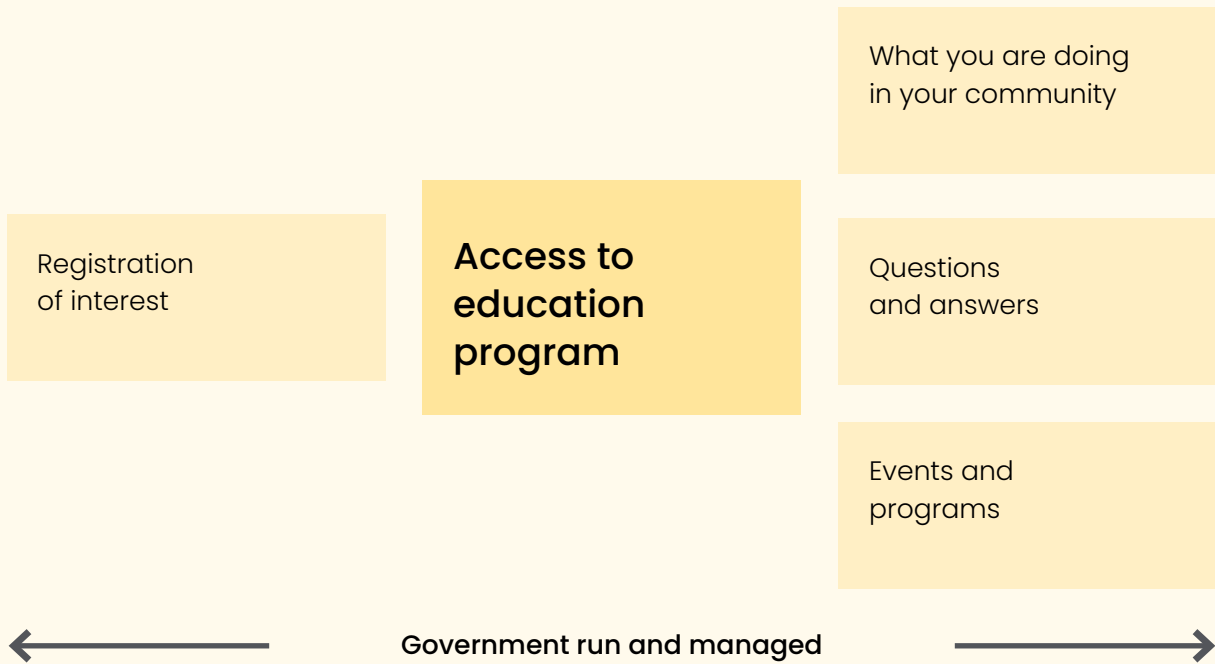 Registration
of interest
Access to
education
program
What you are doing
in your community
Questions
and answers
Events and
programs
Government run and managed